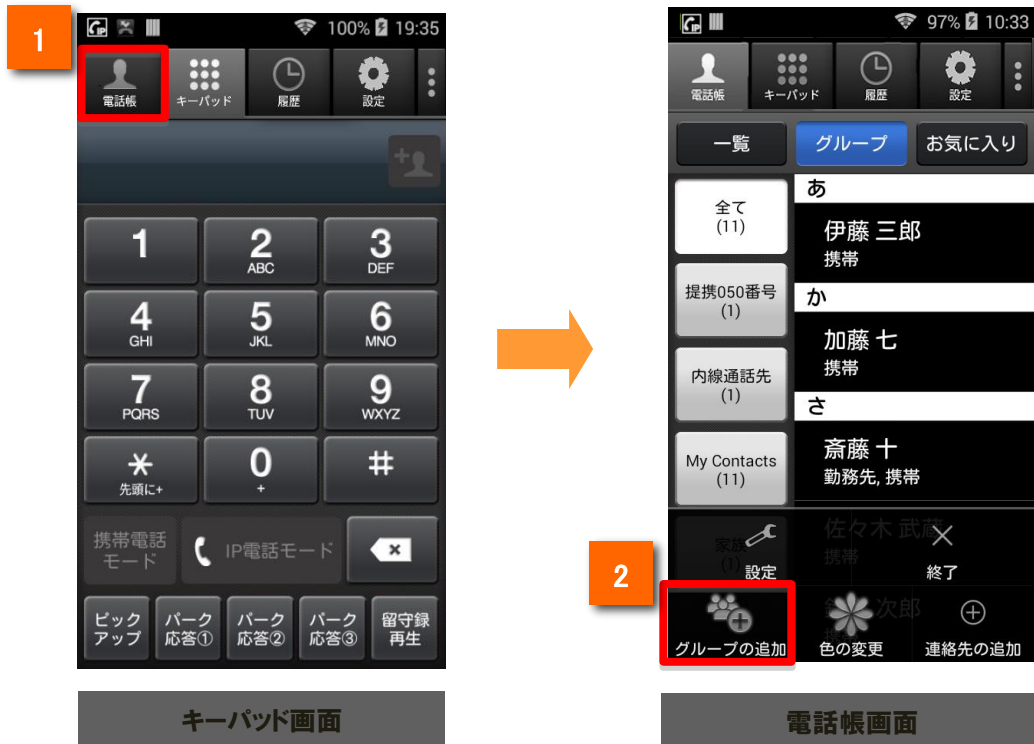 1
100% 19:35
電話帳 キーパッド 履歴 設定
1 2 3
ABC DEF
4 5 6
GHI JKL MNO
7 8 9
PQRS TUV WXYZ
* 0 #
先頭に+ +
携帯電話
モード
IP電話モード
ピック
アップ
パーク
応答①
パーク
応答②
パーク
応答③
留守録
再生
キーパッド画面
97% 10:33
電話帳 キーパッド 履歴 設定
一覧 グループ お気に入り
全て
(11)
提携050番号
(1)
内線通話先
(1)
My Contacts
(11)
家族
(1)
あ
伊藤 三郎
携帯
か
加藤 七
携帯
さ
斎藤 十
勤務先, 携帯
佐々木 武蔵
携帯
次郎
2
設定 終了
グループの追加 色の変更 連絡先の追加
電話帳画面